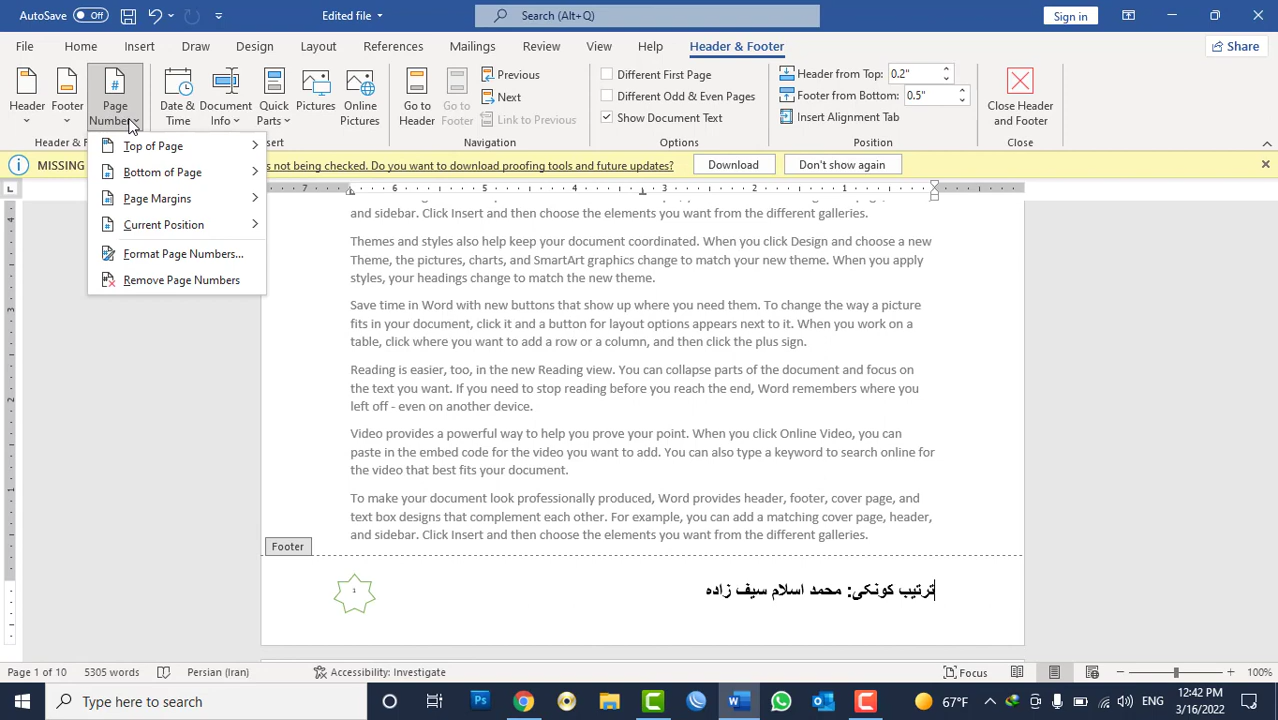 AutoSave Off
Edited file
Search (Alt+Q)
Sign in
File Home Insert Draw Design Layout References Mailings Review View Help Header & Footer
Share
Header
Footer
Page Number
Date & Time
Document Info
Quick Parts
Pictures
Online Pictures
Go to Header
Go to Footer
Previous
Next
Link to Previous
Different First Page
Different Odd & Even Pages
Show Document Text
Header from Top: 0.2"
Footer from Bottom: 0.5"
Insert Alignment Tab
Close Header and Footer
Header & F
Navigation
Options
Position
Close
Top of Page
Bottom of Page
Page Margins
Current Position
Format Page Numbers...
Remove Page Numbers
MISSING
not being checked. Do you want to download proofing tools and future updates?
Download
Don't show again
7 6 5 4 3 2 1
and sidebar. Click Insert and then choose the elements you want from the different galleries.
Themes and styles also help keep your document coordinated. When you click Design and choose a new
Theme, the pictures, charts, and SmartArt graphics change to match your new theme. When you apply
styles, your headings change to match the new theme.
Save time in Word with new buttons that show up where you need them. To change the way a picture
fits in your document, click it and a button for layout options appears next to it. When you work on a
table, click where you want to add a row or a column, and then click the plus sign.
Reading is easier, too, in the new Reading view. You can collapse parts of the document and focus on
the text you want. If you need to stop reading before you reach the end, Word remembers where you
left off - even on another device.
Video provides a powerful way to help you prove your point. When you click Online Video, you can
paste in the embed code for the video you want to add. You can also type a keyword to search online for
the video that best fits your document.
To make your document look professionally produced, Word provides header, footer, cover page, and
text box designs that complement each other. For example, you can add a matching cover page, header,
and sidebar. Click Insert and then choose the elements you want from the different galleries.
Footer
ترتیب کونکی: محمد اسلام سیف زاده
1
Page 1 of 10
5305 words
Persian (Iran)
Accessibility: Investigate
Focus
100%
Type here to search
67°F
ENG
12:42 PM
3/16/2022